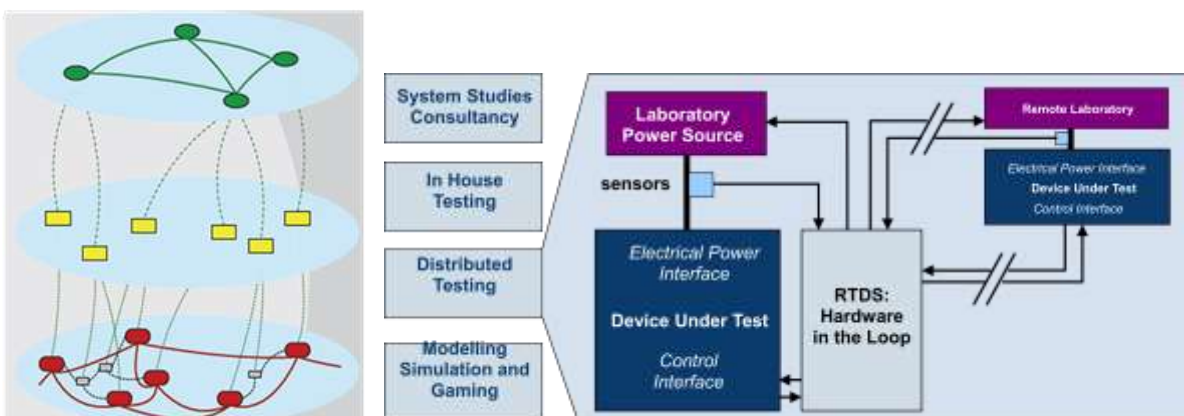 System Studies
Consultancy
In House
Testing
Distributed
Testing
Modelling
Simulation and
Gaming
Laboratory
Power Source
sensors
Electrical Power
Interface
Device Under Test
Control
Interface
RTDS:
Hardware
in the Loop
Remote Laboratory
Electrical Power Interface
Device Under Test
Control Interface